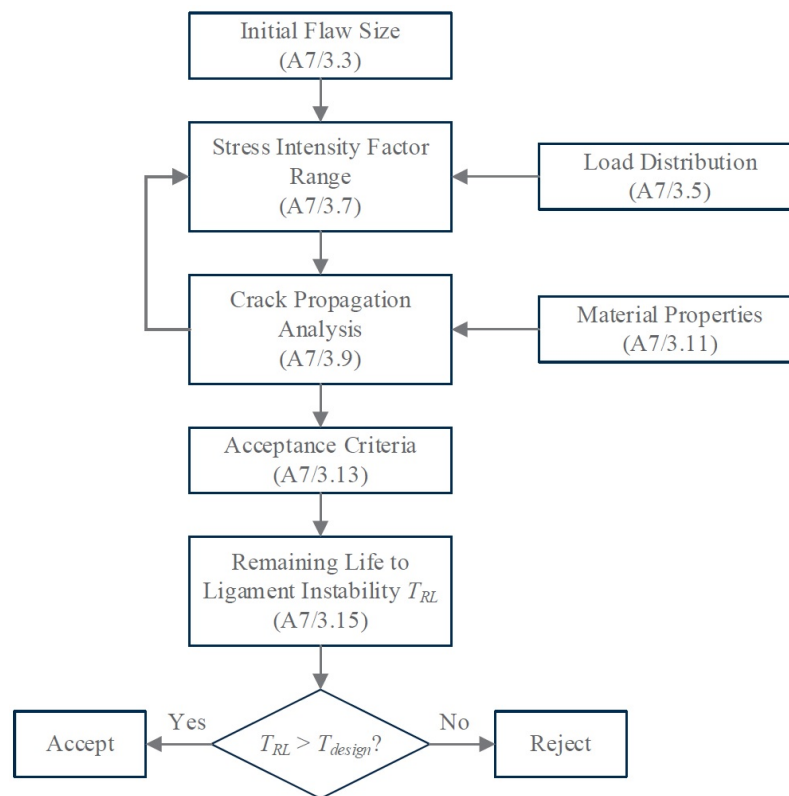 Initial Flaw Size
(A7/3.3)
Stress Intensity Factor
Range
(A7/3.7)
Load Distribution
(A7/3.5)
Crack Propagation
Analysis
(A7/3.9)
Material Properties
(A7/3.11)
Acceptance Criteria
(A7/3.13)
Remaining Life to
Ligament Instability T_RL
(A7/3.15)
Accept
Yes
T_RL > T_design?
No
Reject